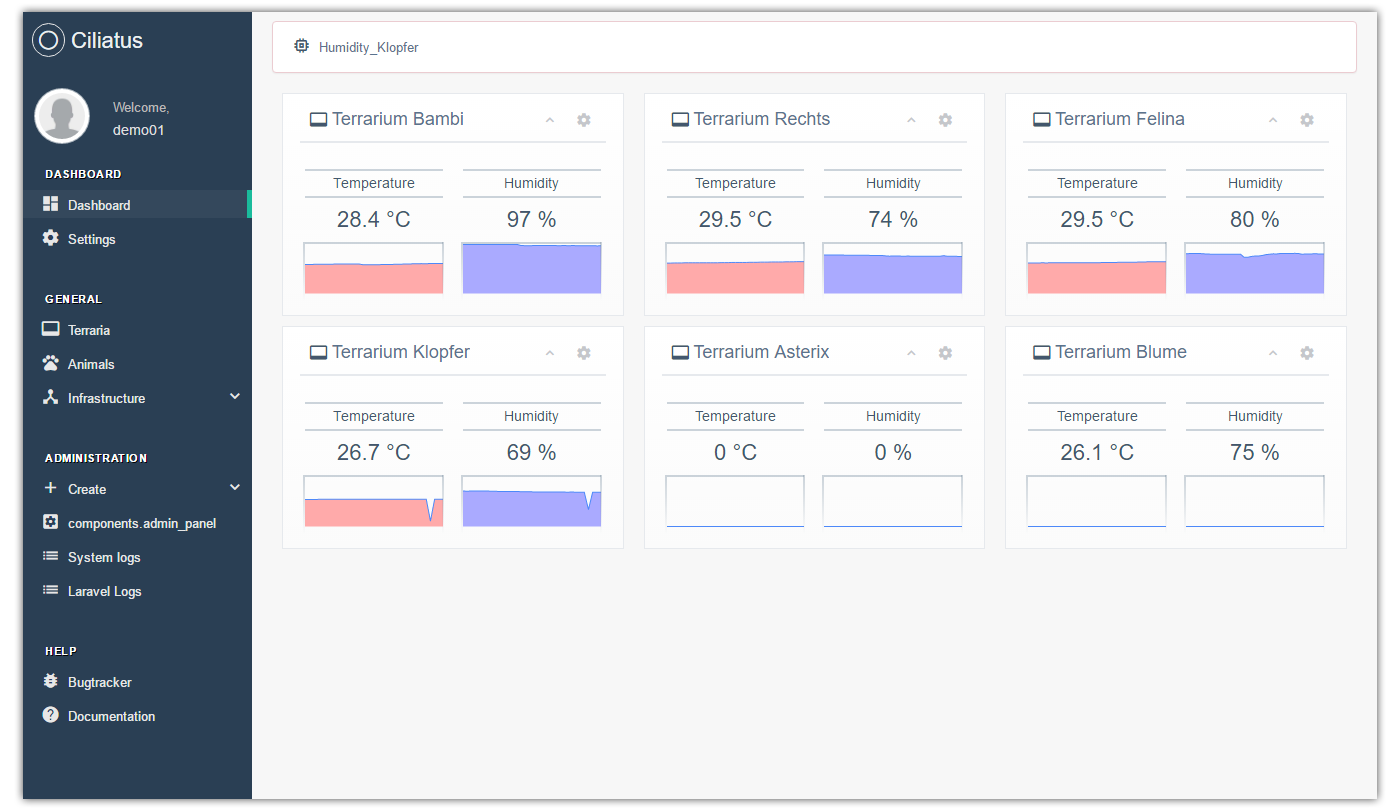 Ciliatus
Welcome,
demo01
DASHBOARD
Dashboard
Settings
GENERAL
Terraria
Animals
Infrastructure
ADMINISTRATION
Create
components.admin_panel
System logs
Laravel Logs
HELP
Bugtracker
Documentation
Humidity_Klopfer
Terrarium Bambi
Temperature
Humidity
28.4 °C
97 %
Terrarium Rechts
Temperature
Humidity
29.5 °C
74 %
Terrarium Felina
Temperature
Humidity
29.5 °C
80 %
Terrarium Klopfer
Temperature
Humidity
26.7 °C
69 %
Terrarium Asterix
Temperature
Humidity
0 °C
0 %
Terrarium Blume
Temperature
Humidity
26.1 °C
75 %